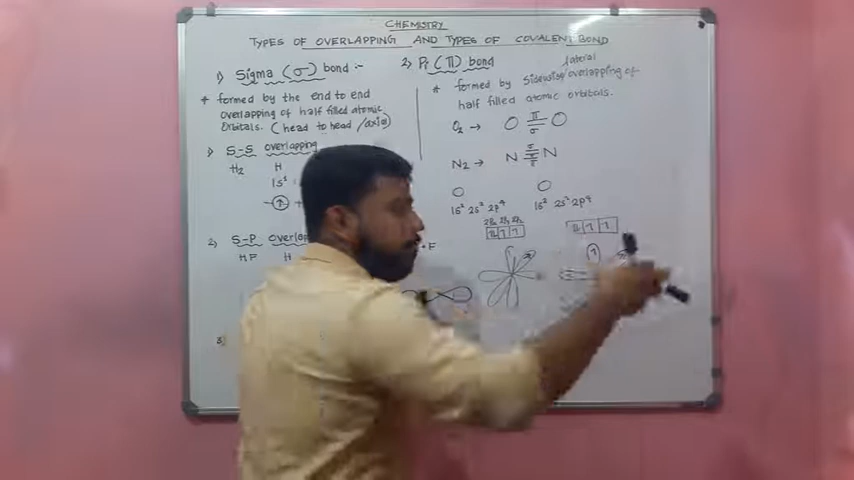 CHEMISTRY
TYPES OF OVERLAPPING AND TYPES OF COVALENT BOND
1) Sigma (σ) bond :-
* formed by the end to end
overlapping of half filled atomic
Orbitals. (head to head /axial)
1) S-S overlapping
H2 H
1s¹
2) S-P
HF H F
3
2) Pi (π) bond
lateral
* formed by sidewise/overlapping of
half filled atomic orbitals.
O2 → O π σ O
N2 → N π σ π N
O O
1s² 2s² 2p⁴ 1s² 2s² 2p⁴